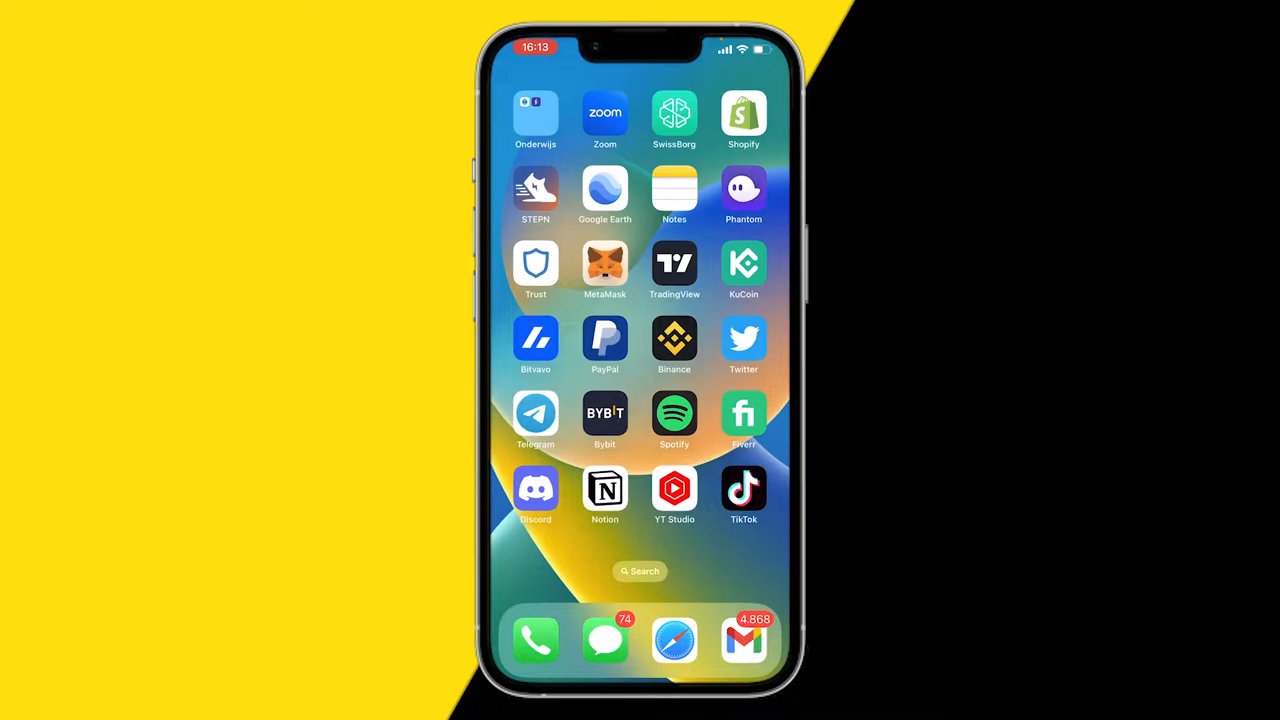 16:13
zoom
Onderwijs Zoom SwissBorg Shopify
STEPN Google Earth Notes Phantom
Trust MetaMask TradingView KuCoin
Bitvavo PayPal Binance Twitter
BYBIT
fi
Telegram Bybit Spotify Fiverr
N
Discord Notion YT Studio TikTok
Search
74 4.868